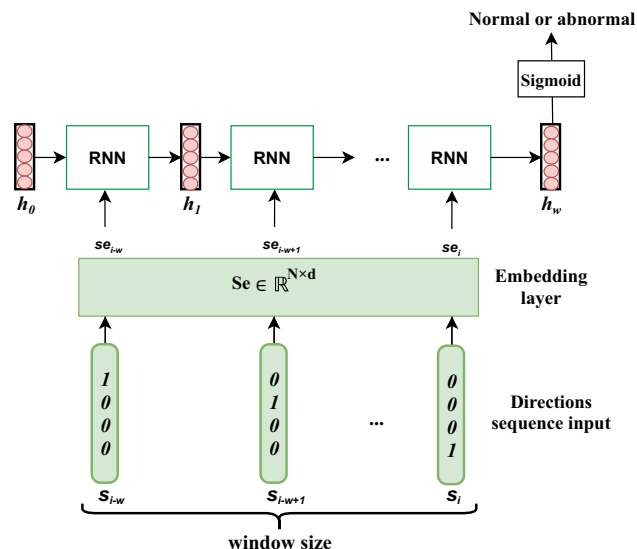 Normal or abnormal
Sigmoid
RNN RNN ... RNN
h0 h1 hw
sei-w sei-w+1 sei
Se ∈ ℝN×d
Embedding
layer
1 0 0
0 1 0
0 0 0
0 0 1
...
Directions
sequence input
si-w si-w+1 si
window size